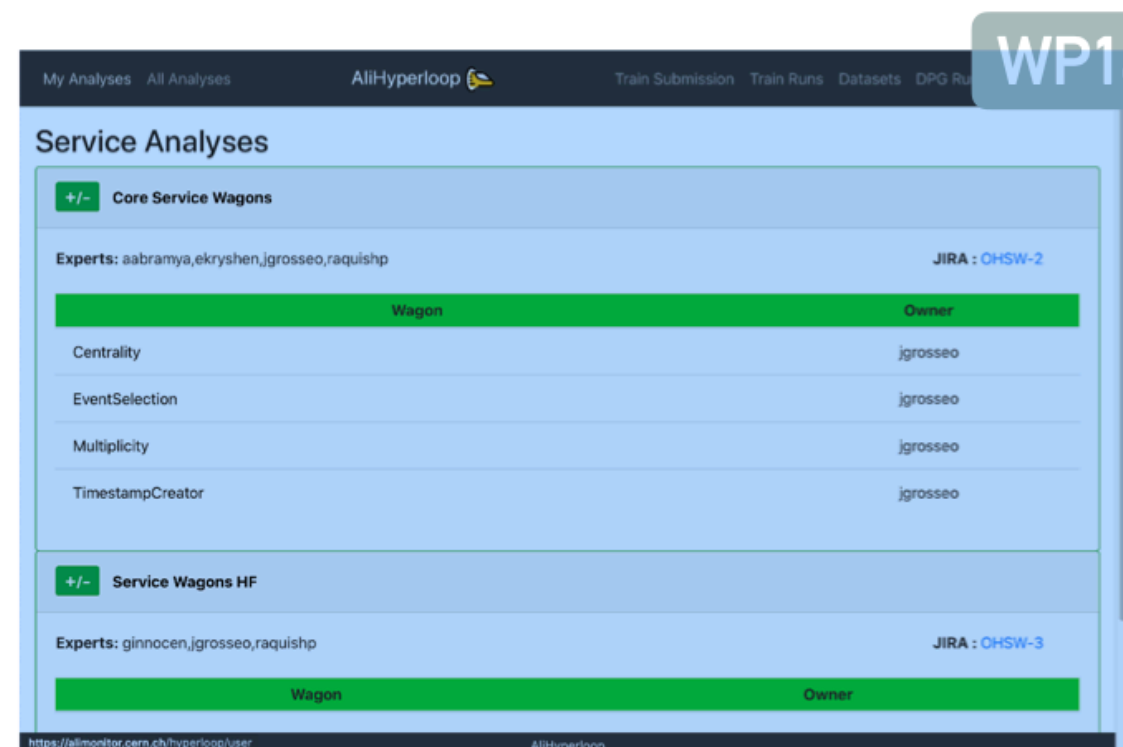 WP1
My Analyses All Analyses AliHyperloop Train Submission Train Runs Datasets DPG Ru
Service Analyses
+/- Core Service Wagons
Experts: aabramya,ekryshen,jgrosseo,raquishp JIRA : OHSW-2
Wagon Owner
Centrality jgrosseo
EventSelection jgrosseo
Multiplicity jgrosseo
TimestampCreator jgrosseo
+/- Service Wagons HF
Experts: ginnocen,jgrosseo,raquishp JIRA : OHSW-3
Wagon Owner
https://alimonitor.cern.ch/hyperloop/user AliHyperloop